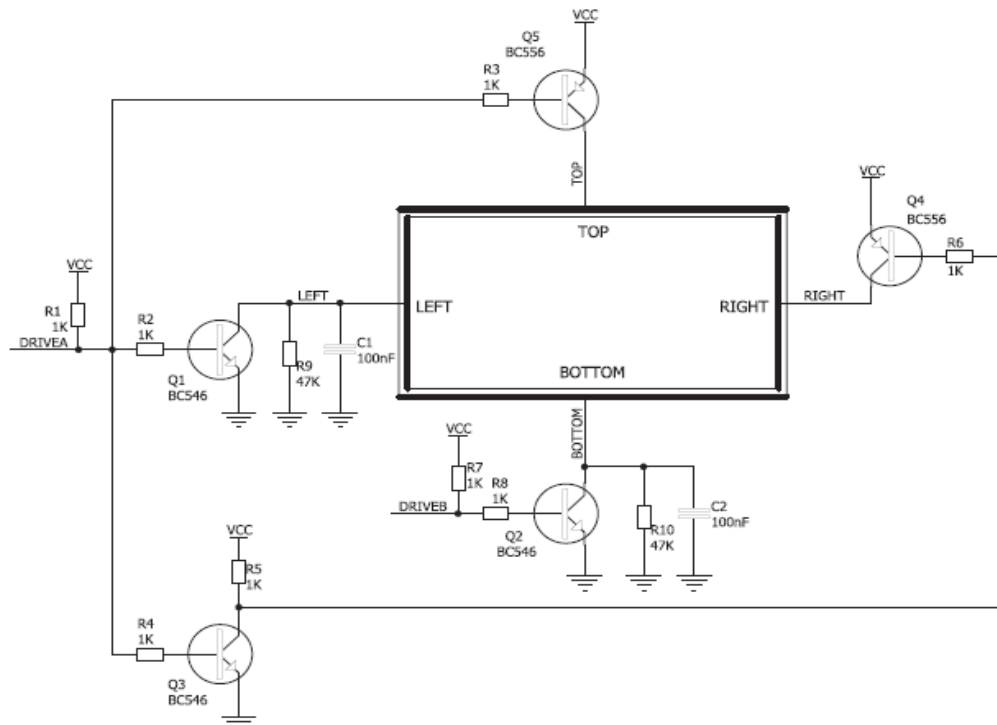 VCC
Q5
BC556
R3
1K
TOP
VCC
Q4
BC556
R6
1K
TOP
VCC
R1
1K
DRIVEA
R2
1K
Q1
BC546
LEFT
R9
47K
C1
100nF
LEFT
RIGHT
RIGHT
BOTTOM
BOTTOM
VCC
R7
1K
DRIVEB
R8
1K
Q2
BC546
R10
47K
C2
100nF
VCC
R5
1K
R4
1K
Q3
BC546